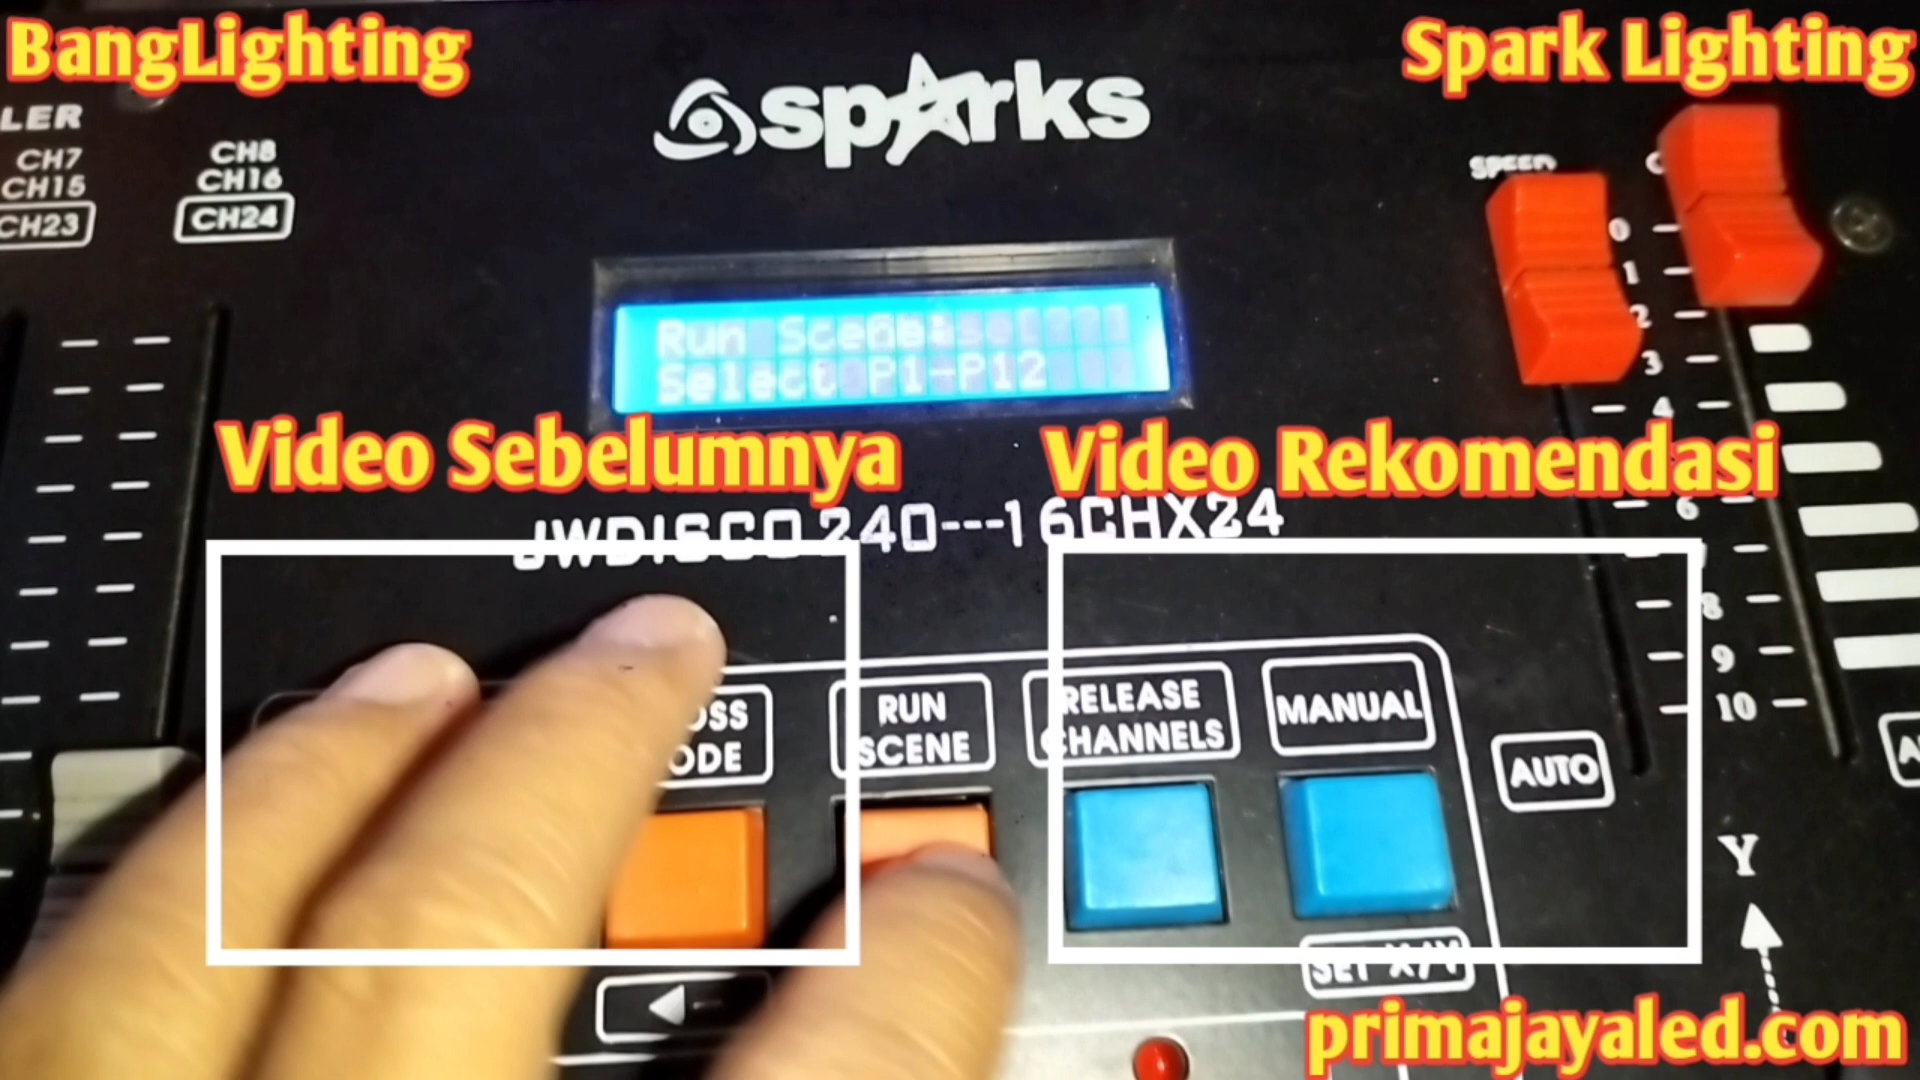 BangLighting
Spark Lighting
sparks
LER
CH7
CH15
CH23
CH8
CH16
CH24
SPEED
Run Scene:
Select P1-P12
0
1
2
3
4
6
8
9
10
Video Sebelumnya
Video Rekomendasi
JWDISCO240---16CHX24
RUN
SCENE
RELEASE
CHANNELS
MANUAL
AUTO
SET X/Y
Y
primajayaled.com